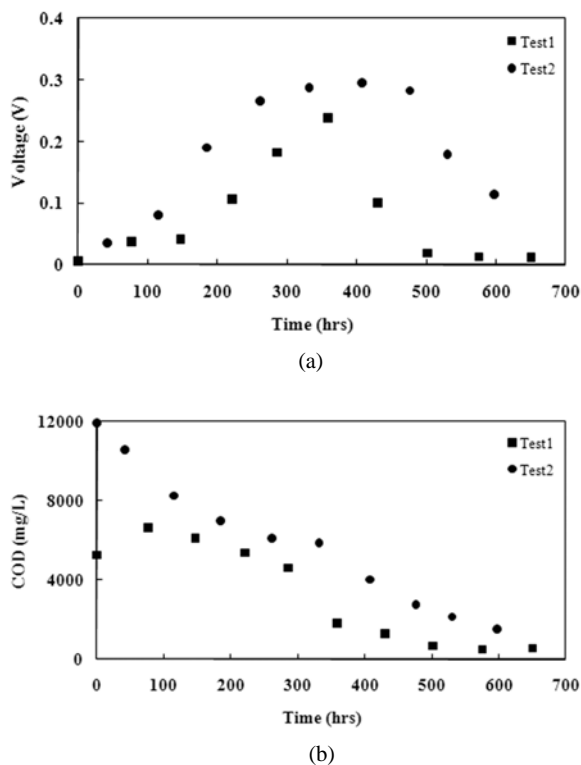 0.4
0.3
0.2
0.1
0
Voltage (V)
■ Test1
● Test2
0 100 200 300 400 500 600 700
Time (hrs)
(a)
12000
8000
4000
0
COD (mg/L)
■ Test1
● Test2
0 100 200 300 400 500 600 700
Time (hrs)
(b)